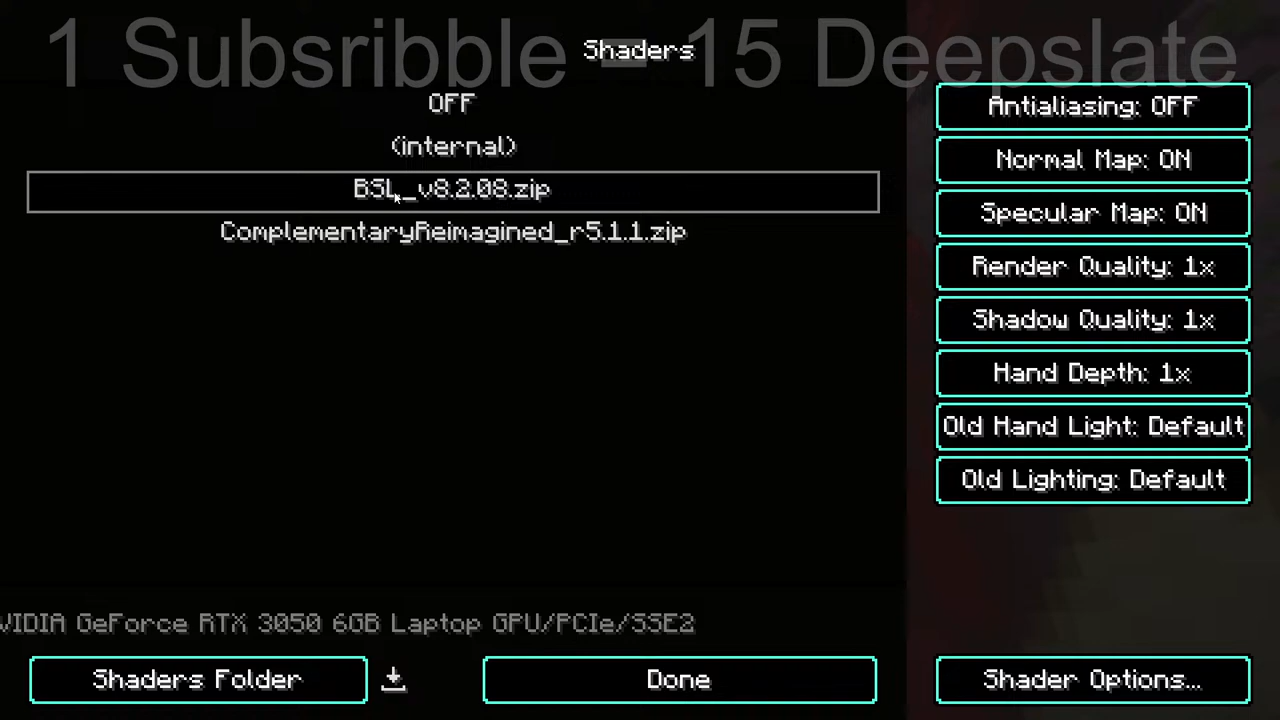 1 Subsribble = 15 Deepslate
Shaders
OFF
(internal)
BSL_v8.2.08.zip
ComplementaryReimagined_r5.1.1.zip
Antialiasing: OFF
Normal Map: ON
Specular Map: ON
Render Quality: 1x
Shadow Quality: 1x
Hand Depth: 1x
Old Hand Light: Default
Old Lighting: Default
VIDIA GeForce RTX 3050 6GB Laptop GPU/PCIe/SSE2
Shaders Folder
Done
Shader Options...